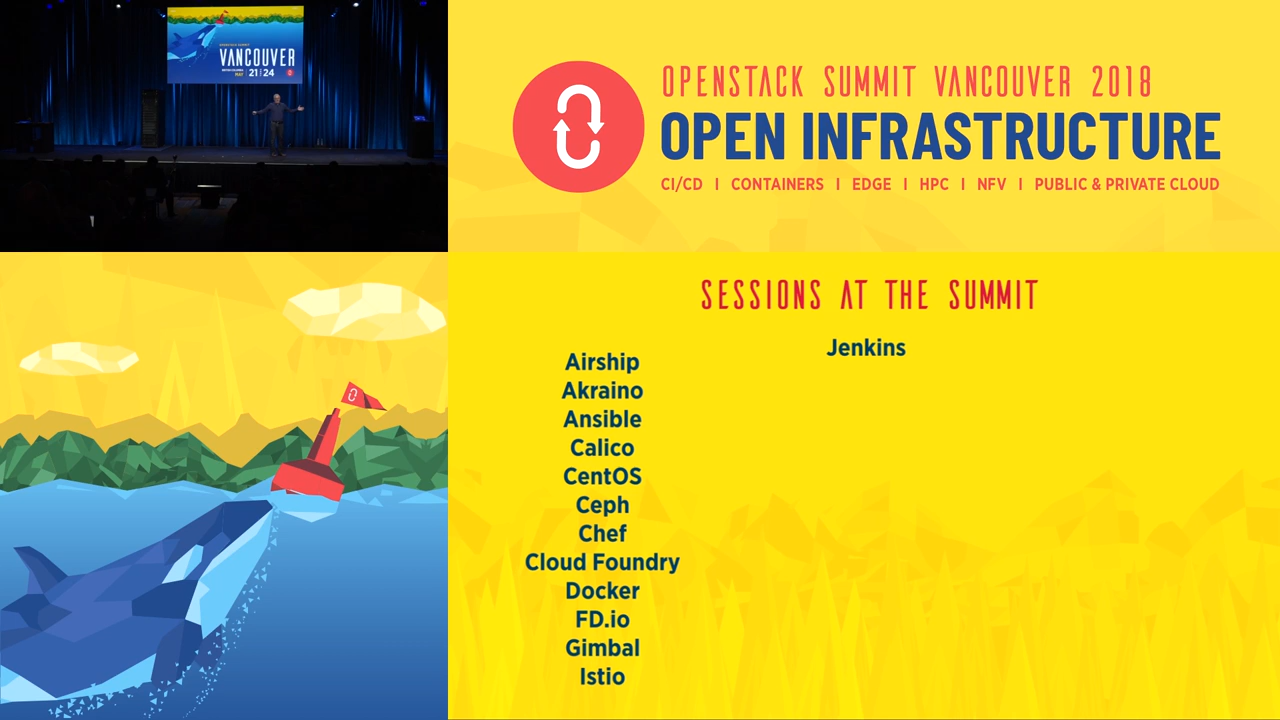 VANCOUVER
21 24
OPENSTACK SUMMIT VANCOUVER 2018
OPEN INFRASTRUCTURE
CI/CD | CONTAINERS | EDGE | HPC | NFV | PUBLIC & PRIVATE CLOUD
SESSIONS AT THE SUMMIT
Airship
Akraino
Ansible
Calico
CentOS
Ceph
Chef
Cloud Foundry
Docker
FD.io
Gimbal
Istio
Jenkins